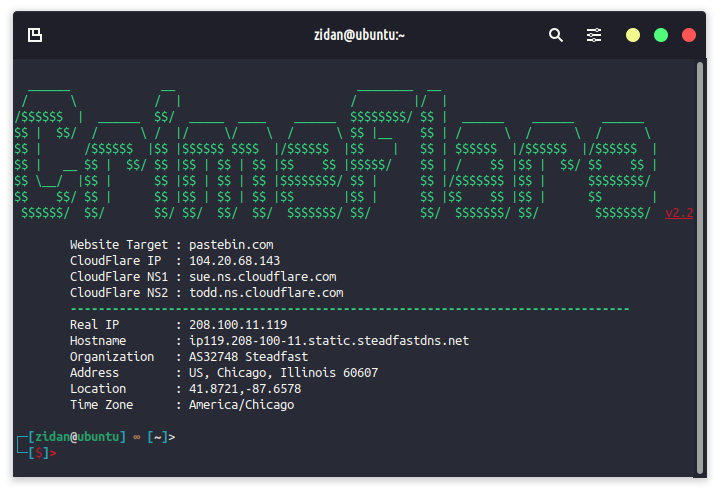 zidan@ubuntu:~
CrimeFlare
v2.2
Website Target : pastebin.com
CloudFlare IP : 104.20.68.143
CloudFlare NS1 : sue.ns.cloudflare.com
CloudFlare NS2 : todd.ns.cloudflare.com
--------------------------------------------------------------------------------
Real IP : 208.100.11.119
Hostname : ip119.208-100-11.static.steadfastdns.net
Organization : AS32748 Steadfast
Address : US, Chicago, Illinois 60607
Location : 41.8721,-87.6578
Time Zone : America/Chicago
┌─[zidan@ubuntu] ∞ [~]>
└─[$]>